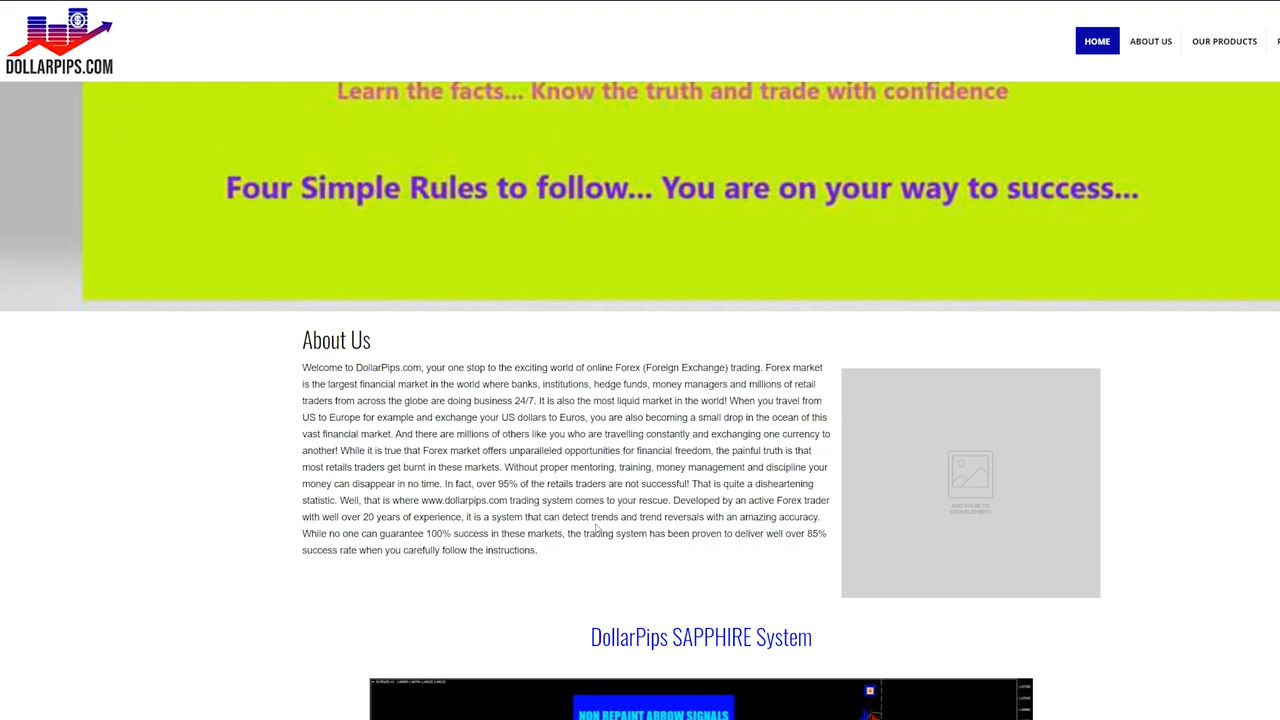 DOLLARPIPS.COM
HOME
ABOUT US
OUR PRODUCTS
Learn the facts... Know the truth and trade with confidence
Four Simple Rules to follow... You are on your way to success...
About Us
Welcome to DollarPips.com, your one stop to the exciting world of online Forex (Foreign Exchange) trading. Forex market
is the largest financial market in the world where banks, institutions, hedge funds, money managers and millions of retail
traders from across the globe are doing business 24/7. It is also the most liquid market in the world! When you travel from
US to Europe for example and exchange your US dollars to Euros, you are also becoming a small drop in the ocean of this
vast financial market. And there are millions of others like you who are travelling constantly and exchanging one currency to
another! While it is true that Forex market offers unparalleled opportunities for financial freedom, the painful truth is that
most retails traders get burnt in these markets. Without proper mentoring, training, money management and discipline your
money can disappear in no time. In fact, over 95% of the retails traders are not successful! That is quite a disheartening
statistic. Well, that is where www.dollarpips.com trading system comes to your rescue. Developed by an active Forex trader
with well over 20 years of experience, it is a system that can detect trends and trend reversals with an amazing accuracy.
While no one can guarantee 100% success in these markets, the trading system has been proven to deliver well over 85%
success rate when you carefully follow the instructions.
ADD IMAGE TO
YOUR ELEMENT!
DollarPips SAPPHIRE System
NON REPAINT ARROW SIGNALS